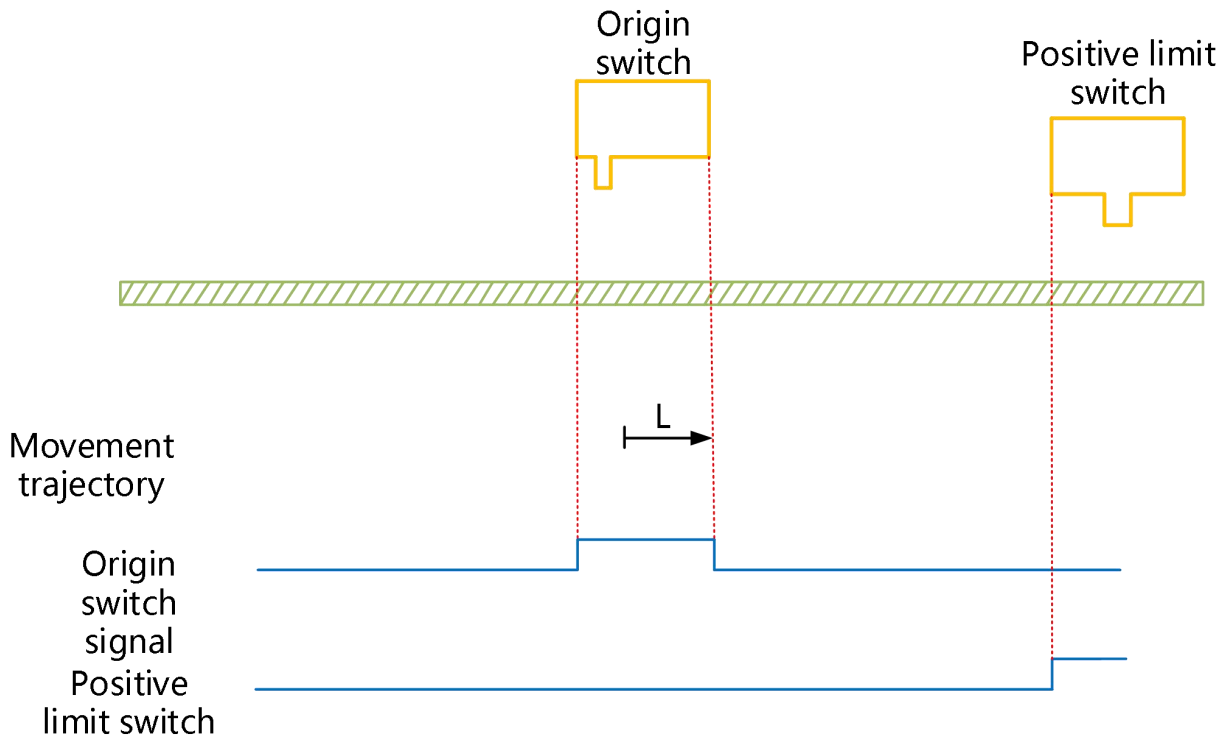 Origin
switch
Positive limit
switch
L
Movement
trajectory
Origin
switch
signal
Positive
limit switch